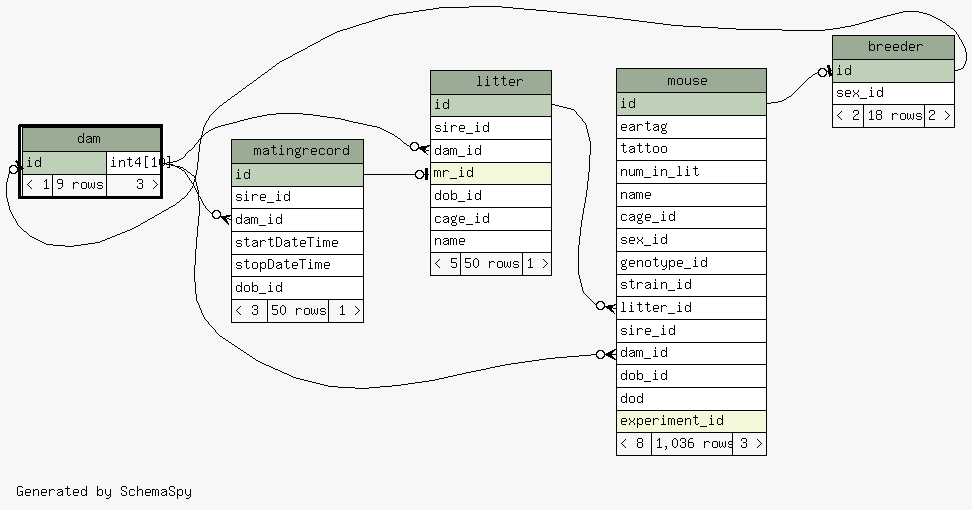 dam
id int4[10]
< 1 9 rows 3 >
matingrecord
id
sire_id
dam_id
startDateTime
stopDateTime
dob_id
< 3 50 rows 1 >
litter
id
sire_id
dam_id
mr_id
dob_id
cage_id
name
< 5 50 rows 1 >
mouse
id
eartag
tattoo
num_in_lit
name
cage_id
sex_id
genotype_id
strain_id
litter_id
sire_id
dam_id
dob_id
dod
experiment_id
< 8 1,036 rows 3 >
breeder
id
sex_id
< 2 18 rows 2 >
Generated by SchemaSpy